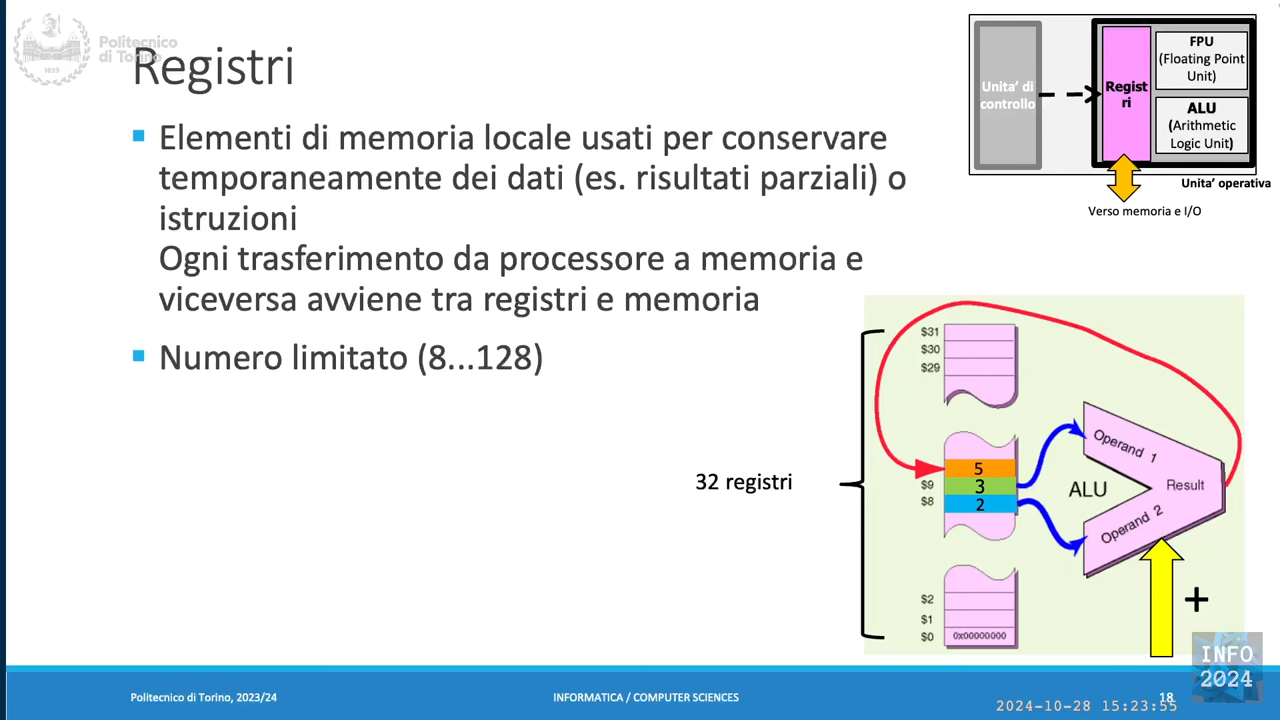 Politecnico
di Torino
1859
Registri
Elementi di memoria locale usati per conservare
temporaneamente dei dati (es. risultati parziali) o
istruzioni
Ogni trasferimento da processore a memoria e
viceversa avviene tra registri e memoria
Numero limitato (8...128)
Unita' di
controllo
Regist
ri
FPU
(Floating Point
Unit)
ALU
(Arithmetic
Logic Unit)
Unita' operativa
Verso memoria e I/O
32 registri
$31
$30
$29
5
$9 3
$8 2
$2
$1
$0 0x00000000
Operand 1
ALU
Result
Operand 2
+
INFO
2024
Politecnico di Torino, 2023/24
INFORMATICA / COMPUTER SCIENCES
18
2024-10-28 15:23:55